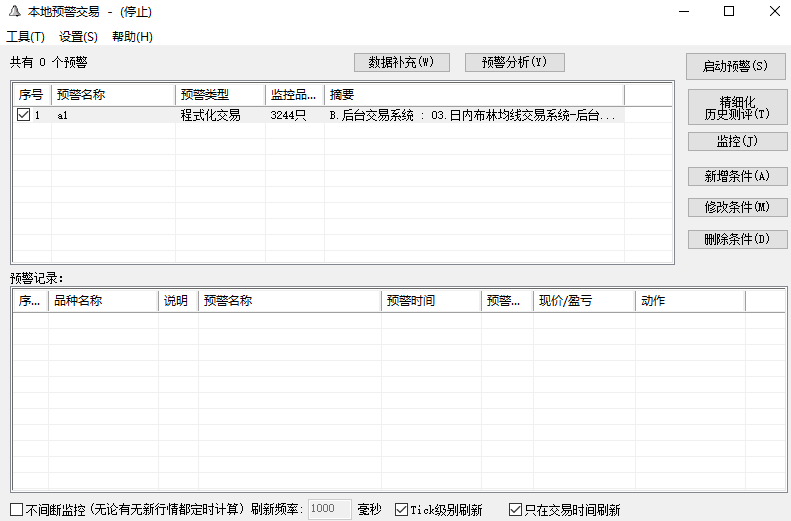 本地预警交易 - (停止)
工具(T) 设置(S) 帮助(H)
共有 0 个预警 数据补充(W) 预警分析(Y) 启动预警(S)
序号 预警名称 预警类型 监控品... 摘要
1 a1 程式化交易 3244只 B.后台交易系统 : 03.日内布林均线交易系统-后台...
精细化
历史测评(T)
监控(J)
新增条件(A)
修改条件(M)
删除条件(D)
预警记录:
序... 品种名称 说明 预警名称 预警时间 预警... 现价/盈亏 动作
不间断监控(无论有无新行情都定时计算) 刷新频率: 1000 毫秒 Tick级别刷新 只在交易时间刷新